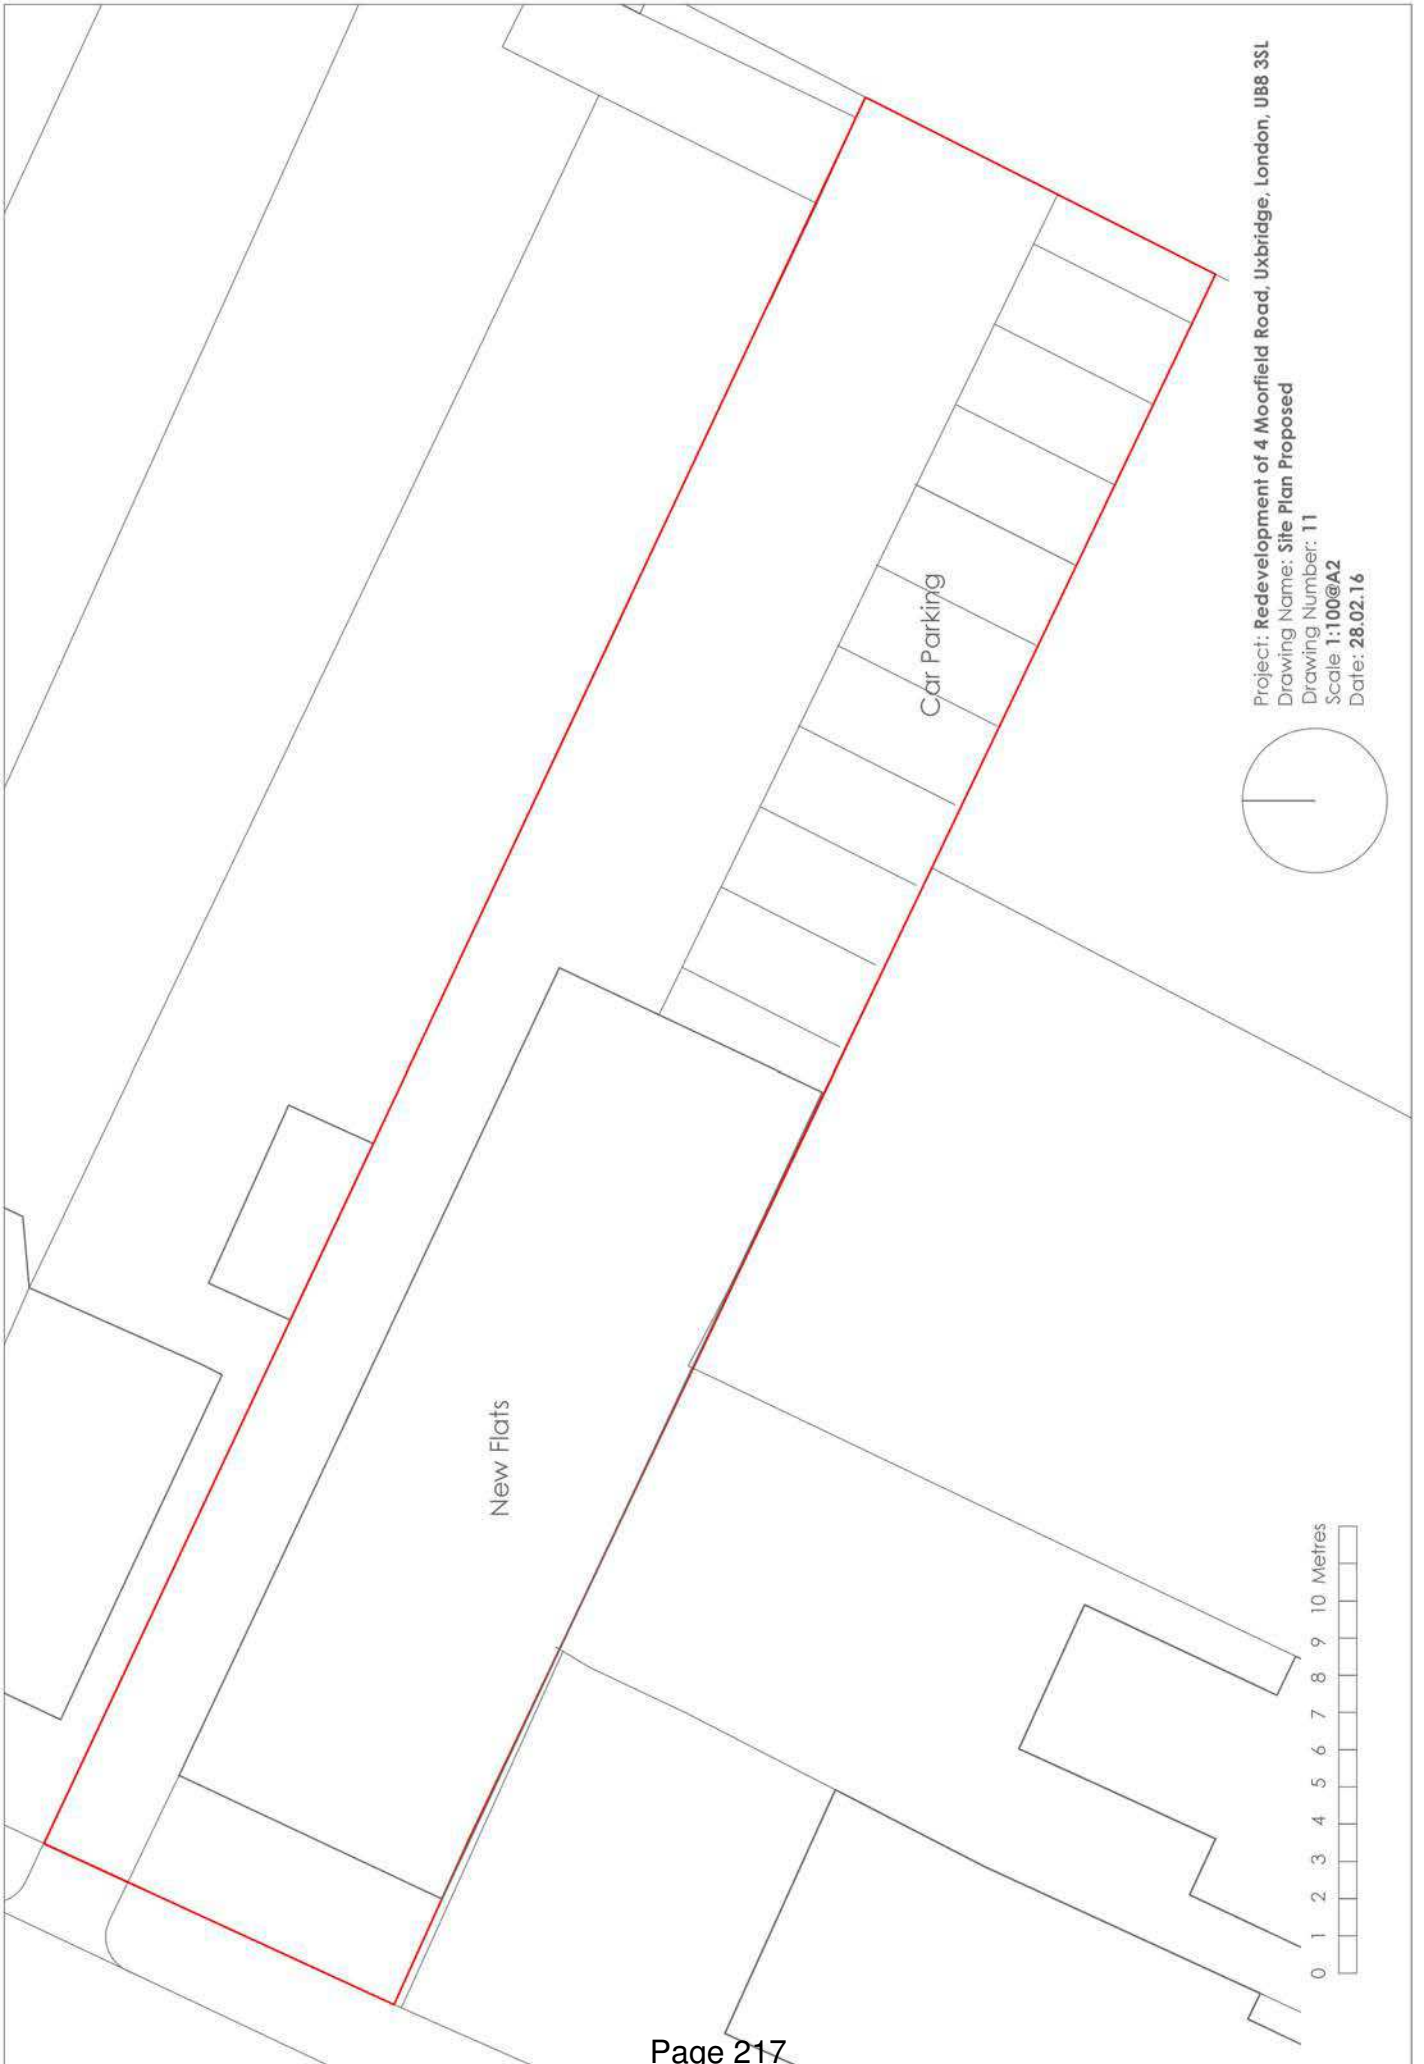 Project: Redevelopment of 4 Moorfield Road, Uxbridge, London, UB8 3SL
Drawing Name: Site Plan Proposed
Drawing Number: 11
Scale 1:100@A2
Date: 28.02.16
Car Parking
New Flats
0 1 2 3 4 5 6 7 8 9 10 Metres
Page 217